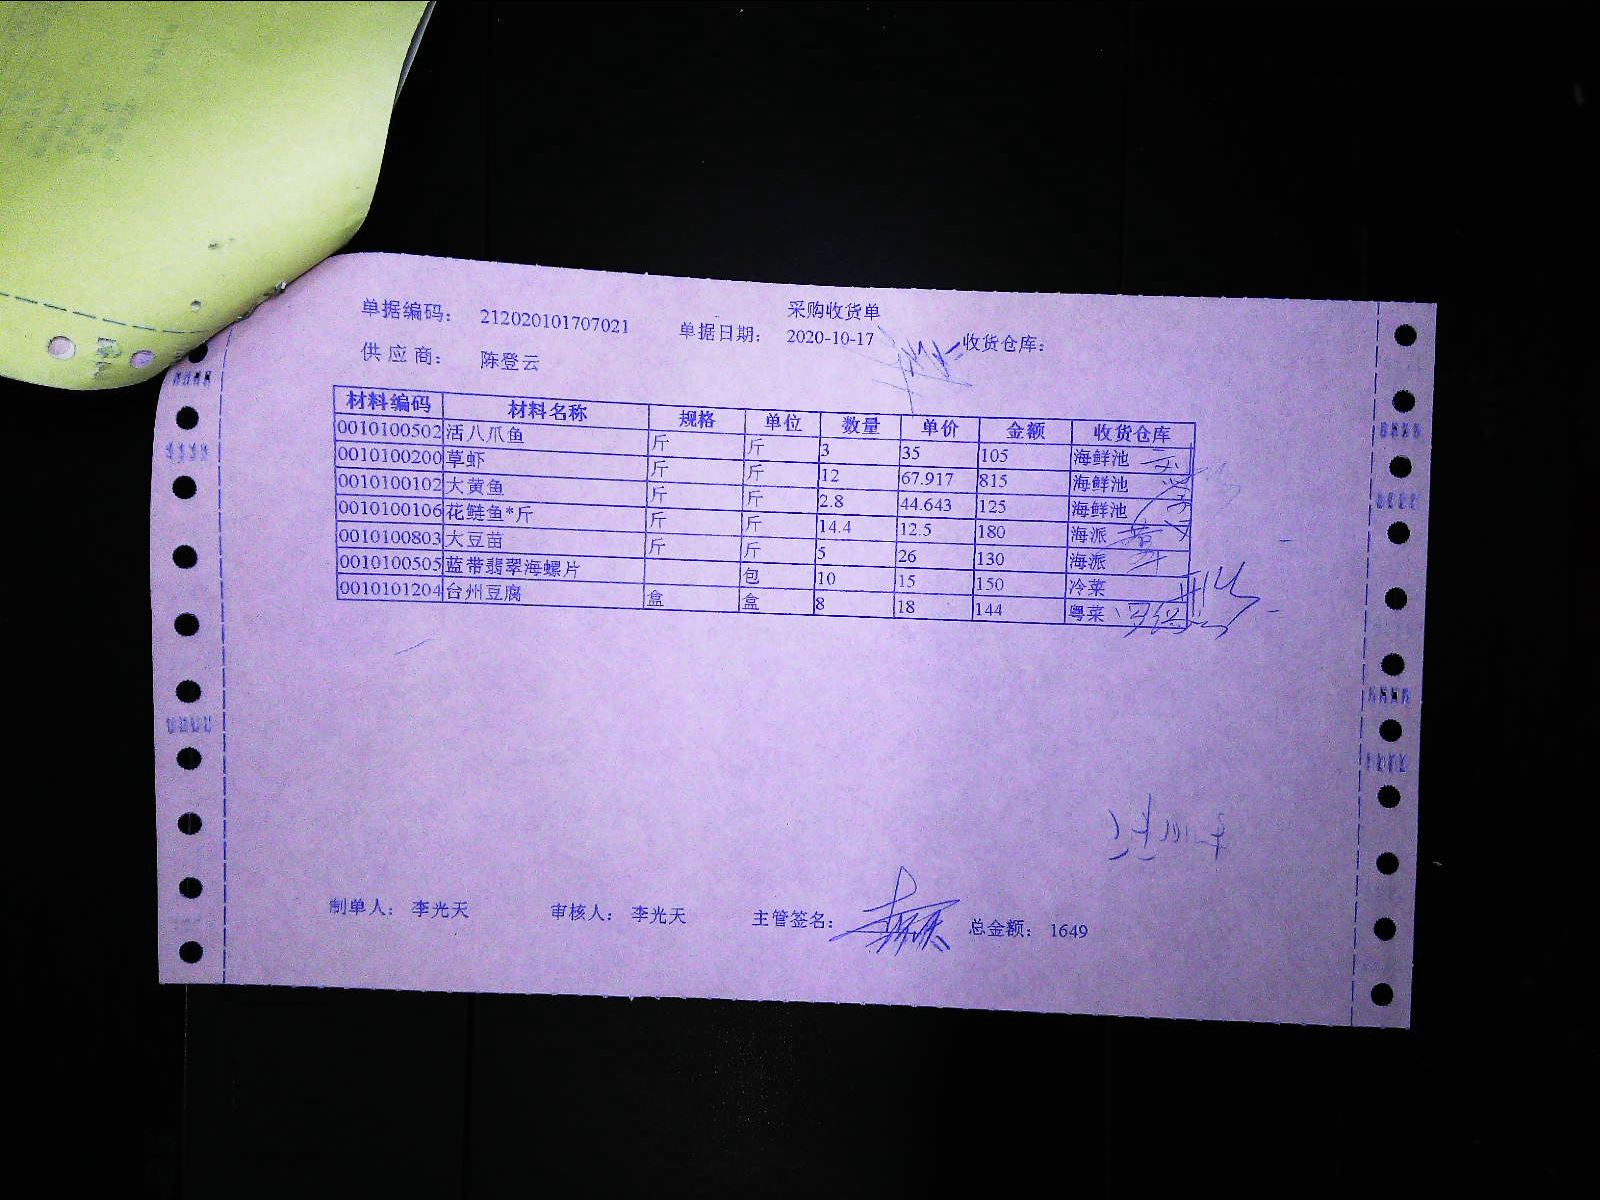 采购收货单
单据编码： 212020101707021 单据日期： 2020-10-17 收货仓库：
供应商： 陈登云
材料编码 材料名称 规格 单位 数量 单价 金额 收货仓库
0010100502 活八爪鱼 斤 斤 3 35 105 海鲜池
0010100200 草虾 斤 斤 12 67.917 815 海鲜池
0010100102 大黄鱼 斤 斤 2.8 44.643 125 海鲜池
0010100106 花鲢鱼*斤 斤 斤 14.4 12.5 180 海派
0010100803 大豆苗 斤 斤 5 26 130 海派
0010100505 蓝带翡翠海螺片 包 10 15 150 冷菜
0010101204 台州豆腐 盒 盒 8 18 144 粤菜
制单人： 李光天 审核人： 李光天 主管签名： 总金额： 1649